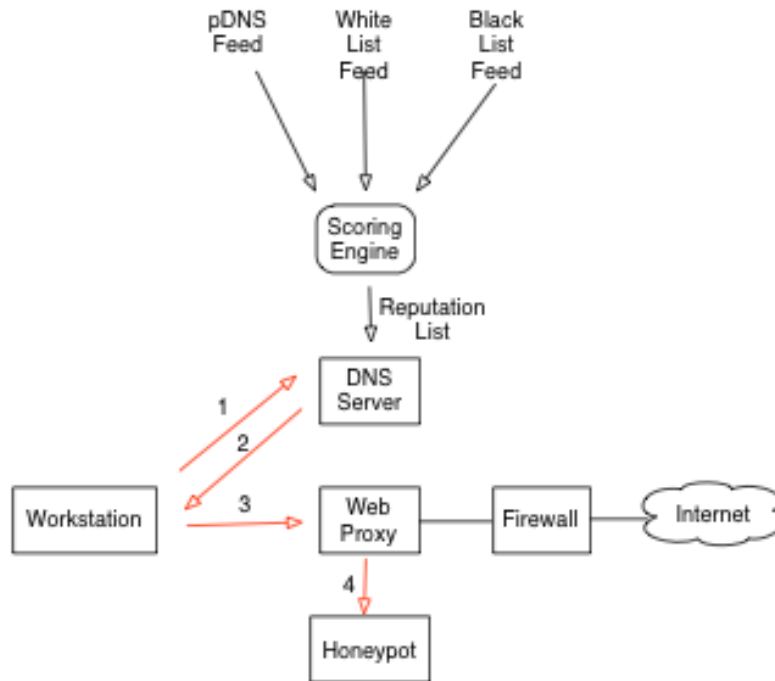 pDNS
Feed
White
List
Feed
Black
List
Feed
Scoring
Engine
Reputation
List
DNS
Server
1
2
Workstation
3
Web
Proxy
Firewall
Internet
4
Honeypot